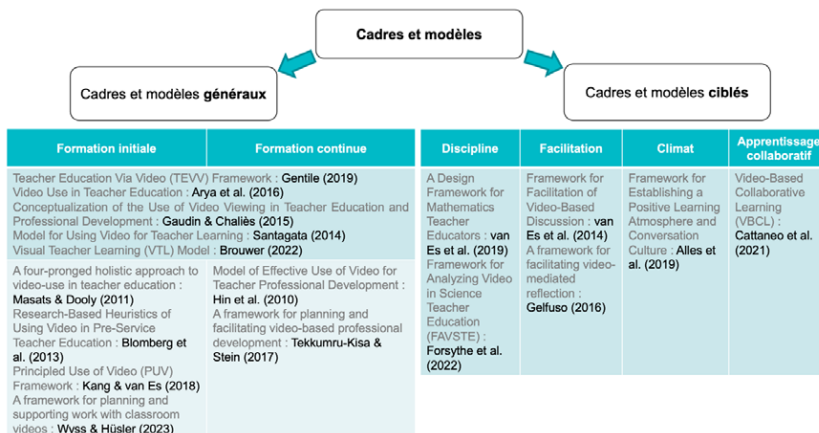 Cadres et modèles
Cadres et modèles généraux
Cadres et modèles ciblés
Formation initiale
Formation continue
Teacher Education Via Video (TEVV) Framework : Gentile (2019)
Video Use in Teacher Education : Arya et al. (2016)
Conceptualization of the Use of Video Viewing in Teacher Education and
Professional Development : Gaudin & Chaliès (2015)
Model for Using Video for Teacher Learning : Santagata (2014)
Visual Teacher Learning (VTL) Model : Brouwer (2022)
A four-pronged holistic approach to
video-use in teacher education :
Masats & Dooly (2011)
Research-Based Heuristics of
Using Video in Pre-Service
Teacher Education : Blomberg et
al. (2013)
Principled Use of Video (PUV)
Framework : Kang & van Es (2018)
A framework for planning and
supporting work with classroom
videos : Wyss & Hüsler (2023)
Model of Effective Use of Video for
Teacher Professional Development :
Hin et al. (2010)
A framework for planning and
facilitating video-based professional
development : Tekkumru-Kisa &
Stein (2017)
Discipline
Facilitation
Climat
Apprentissage
collaboratif
A Design
Framework for
Mathematics
Teacher
Educators : van
Es et al. (2019)
Framework for
Analyzing Video
in Science
Teacher
Education
(FAVSTE) :
Forsythe et al.
(2022)
Framework for
Facilitation of
Video-Based
Discussion : van
Es et al. (2014)
A framework for
facilitating video-
mediated
reflection :
Gelfuso (2016)
Framework for
Establishing a
Positive Learning
Atmosphere and
Conversation
Culture : Alles et
al. (2019)
Video-Based
Collaborative
Learning
(VBCL) :
Cattaneo et al.
(2021)